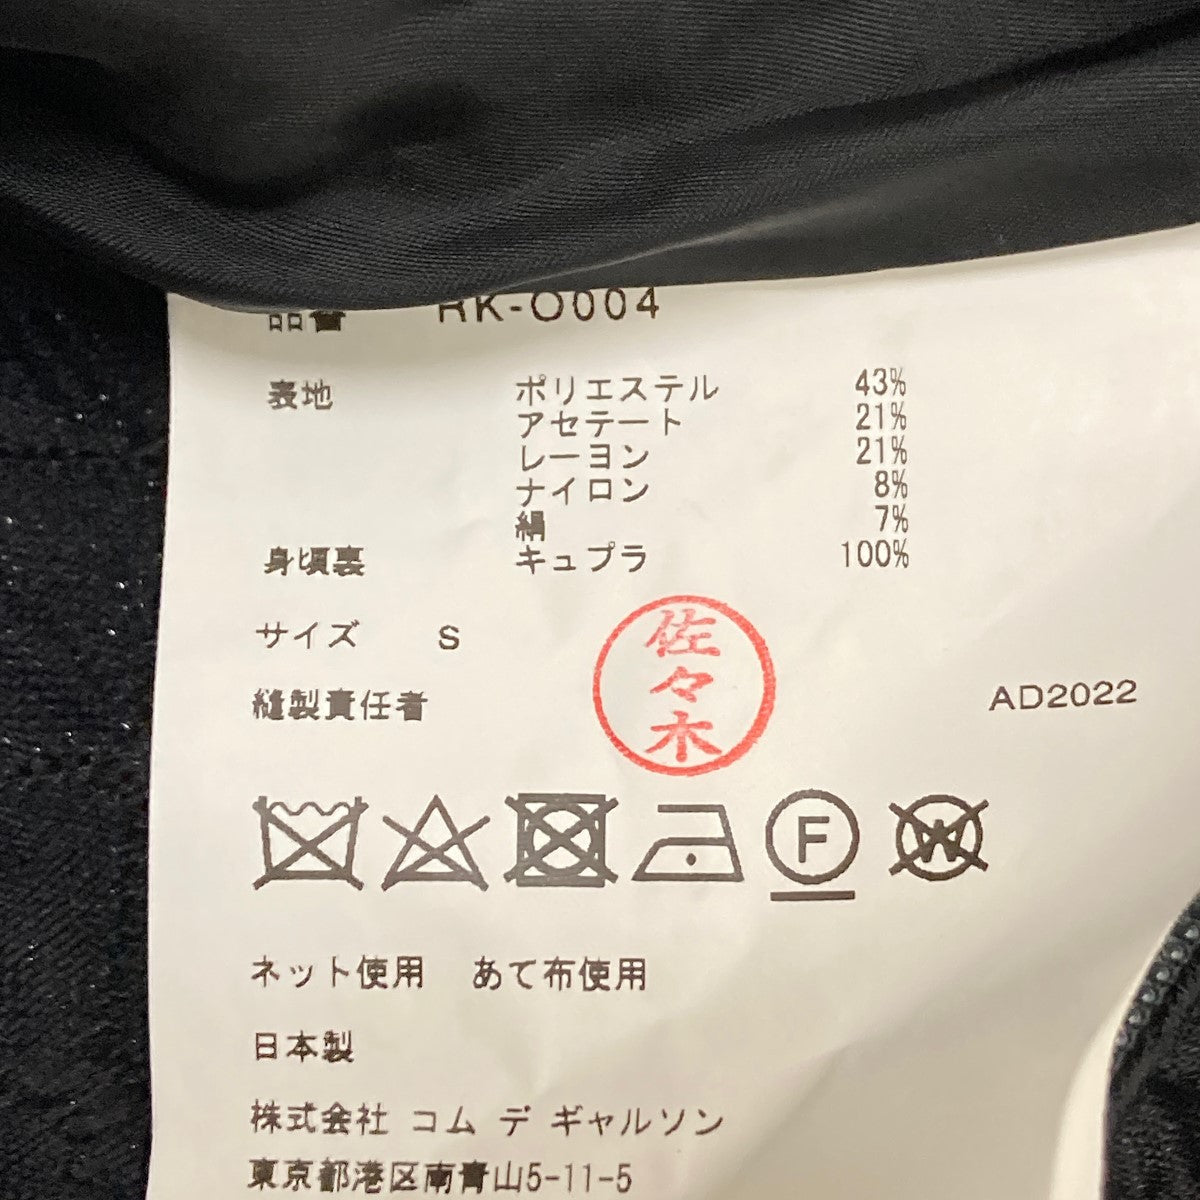 品番 RK-O004
表地 ポリエステル 43%
アセテート 21%
レーヨン 21%
ナイロン 8%
絹 7%
身頃裏 キュプラ 100%
サイズ S
縫製責任者 佐々木 AD2022
F W
ネット使用 あて布使用
日本製
株式会社 コム デ ギャルソン
東京都港区南青山5-11-5